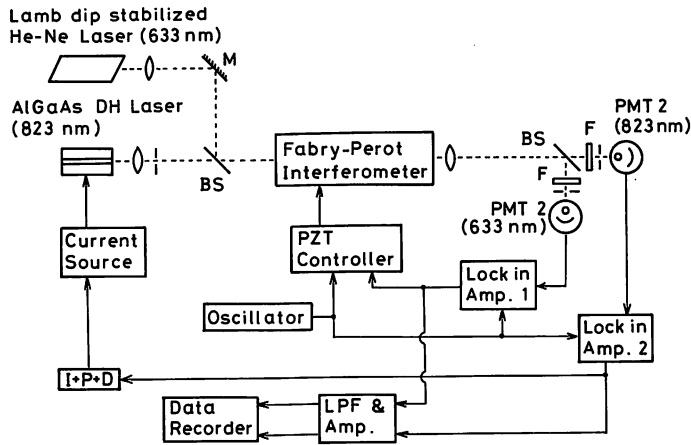 Lamb dip stabilized
He-Ne Laser (633 nm)
M
AlGaAs DH Laser
(823 nm)
BS
Fabry-Perot
Interferometer
BS
F
PMT 2
(823 nm)
F
PMT 2
(633 nm)
Current
Source
PZT
Controller
Lock in
Amp. 1
Oscillator
Lock in
Amp. 2
I+P+D
Data
Recorder
LPF &
Amp.